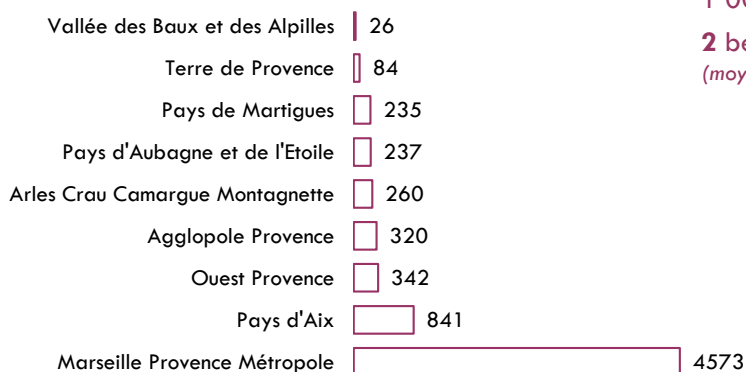 Vallée des Baux et des Alpilles 26
Terre de Provence 84
Pays de Martigues 235
Pays d'Aubagne et de l'Etoile 237
Arles Crau Camargue Montagnette 260
Agglopole Provence 320
Ouest Provence 342
Pays d'Aix 841
Marseille Provence Métropole 4573
2